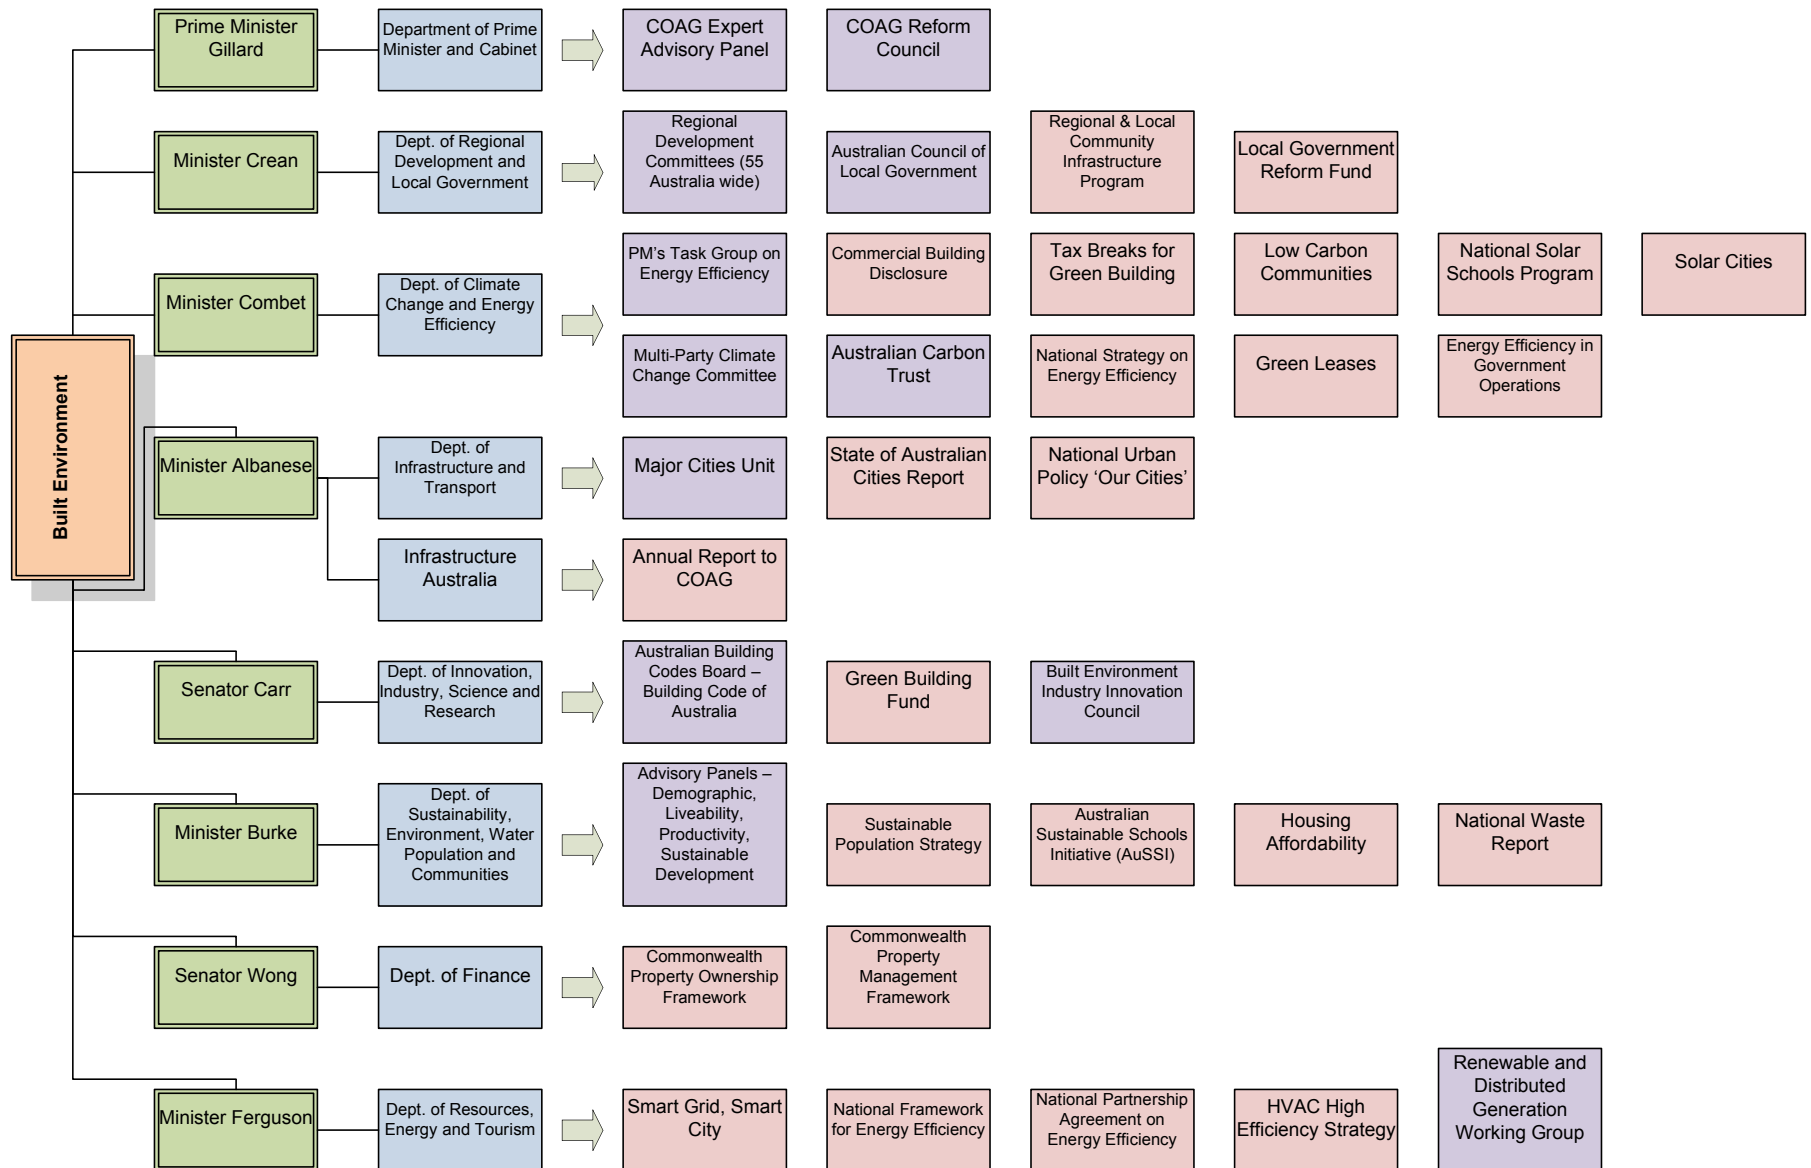 Prime Minister
Gillard
Department of Prime
Minister and Cabinet
COAG Expert
Advisory Panel
COAG Reform
Council
Minister Crean
Dept. of Regional
Development and
Local Government
Regional
Development
Committees (55
Australia wide)
Australian Council of
Local Government
Regional & Local
Community
Infrastructure
Program
Local Government
Reform Fund
Minister Combet
Dept. of Climate
Change and Energy
Efficiency
PM's Task Group on
Energy Efficiency
Commercial Building
Disclosure
Tax Breaks for
Green Building
Low Carbon
Communities
National Solar
Schools Program
Solar Cities
Multi-Party Climate
Change Committee
Australian Carbon
Trust
National Strategy on
Energy Efficiency
Green Leases
Energy Efficiency in
Government
Operations
Built Environment
Minister Albanese
Dept. of
Infrastructure and
Transport
Major Cities Unit
State of Australian
Cities Report
National Urban
Policy ‘Our Cities’
Infrastructure
Australia
Annual Report to
COAG
Senator Carr
Dept. of Innovation,
Industry, Science and
Research
Australian Building
Codes Board –
Building Code of
Australia
Green Building
Fund
Built Environment
Industry Innovation
Council
Minister Burke
Dept. of
Sustainability,
Environment, Water
Population and
Communities
Advisory Panels –
Demographic,
Liveability,
Productivity,
Sustainable
Development
Sustainable
Population Strategy
Australian
Sustainable Schools
Initiative (AuSSI)
Housing
Affordability
National Waste
Report
Senator Wong
Dept. of Finance
Commonwealth
Property Ownership
Framework
Commonwealth
Property
Management
Framework
Minister Ferguson
Dept. of Resources,
Energy and Tourism
Smart Grid, Smart
City
National Framework
for Energy Efficiency
National Partnership
Agreement on
Energy Efficiency
HVAC High
Efficiency Strategy
Renewable and
Distributed
Generation
Working Group